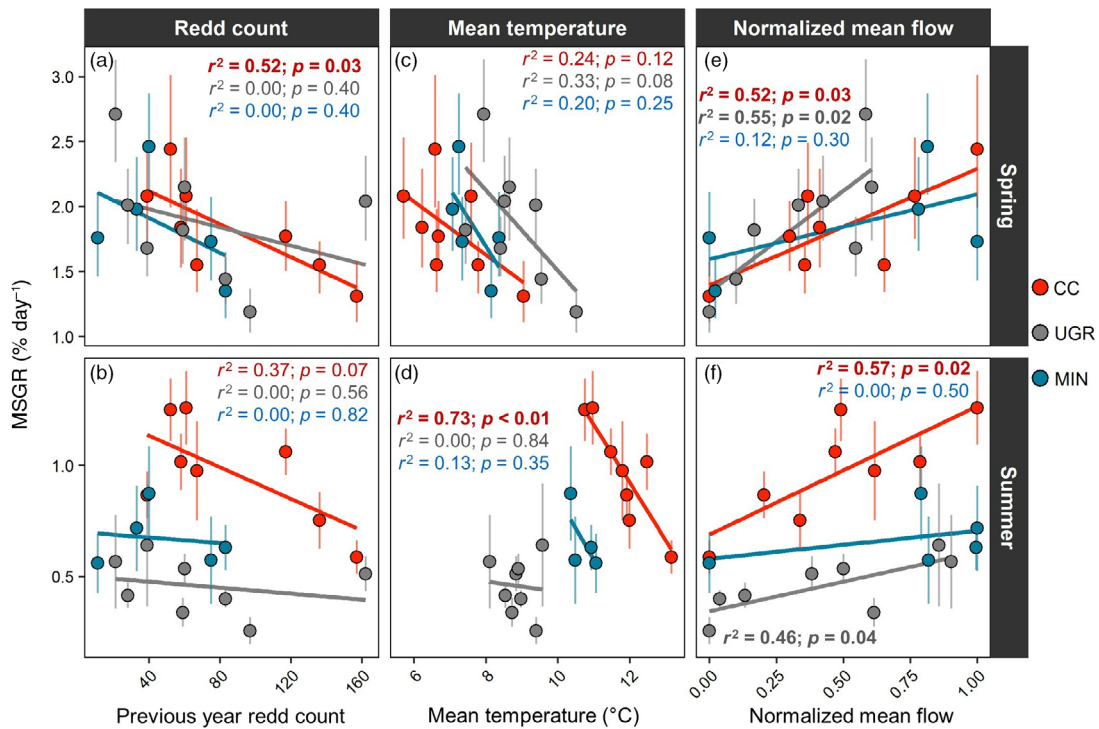 Redd count
Mean temperature
Normalized mean flow
(a)
r² = 0.52; p = 0.03
r² = 0.00; p = 0.40
r² = 0.00; p = 0.40
(c)
r² = 0.24; p = 0.12
r² = 0.33; p = 0.08
r² = 0.20; p = 0.25
(e)
r² = 0.52; p = 0.03
r² = 0.55; p = 0.02
r² = 0.12; p = 0.30
Spring
3.0
2.5
2.0
1.5
1.0
MSGR (% day⁻¹)
CC
UGR
MIN
(b)
r² = 0.37; p = 0.07
r² = 0.00; p = 0.56
r² = 0.00; p = 0.82
(d)
r² = 0.73; p < 0.01
r² = 0.00; p = 0.84
r² = 0.13; p = 0.35
(f)
r² = 0.57; p = 0.02
r² = 0.00; p = 0.50
r² = 0.46; p = 0.04
Summer
1.0
0.5
40 80 120 160
6 8 10 12
0.00 0.25 0.50 0.75 1.00
Previous year redd count
Mean temperature (°C)
Normalized mean flow